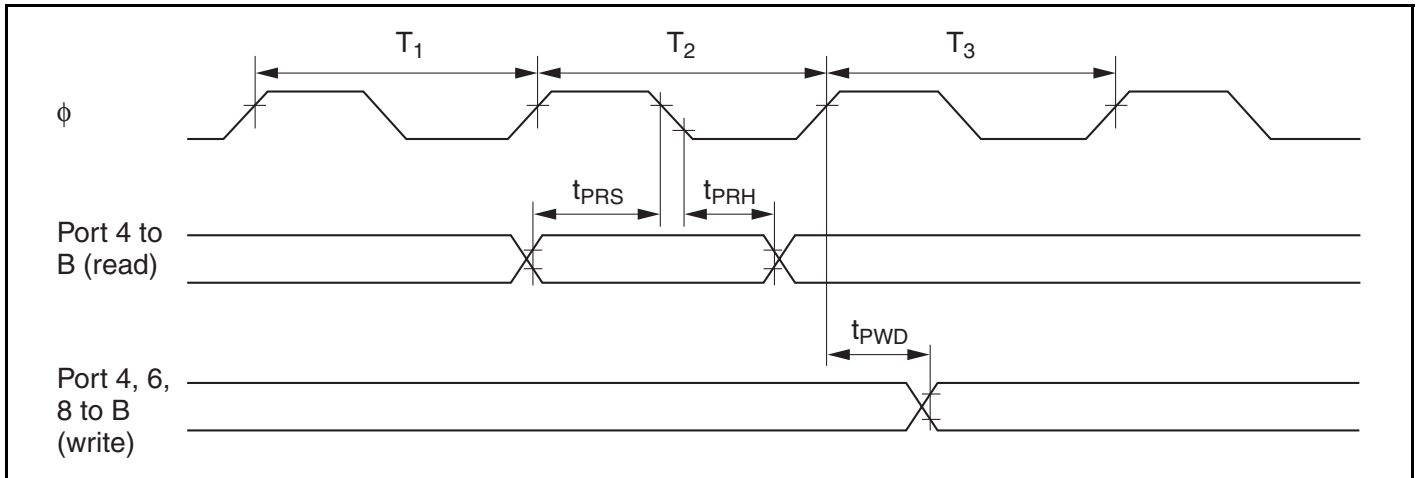 T1 T2 T3
ϕ
tPRS tPRH
Port 4 to
B (read)
tPWD
Port 4, 6,
8 to B
(write)